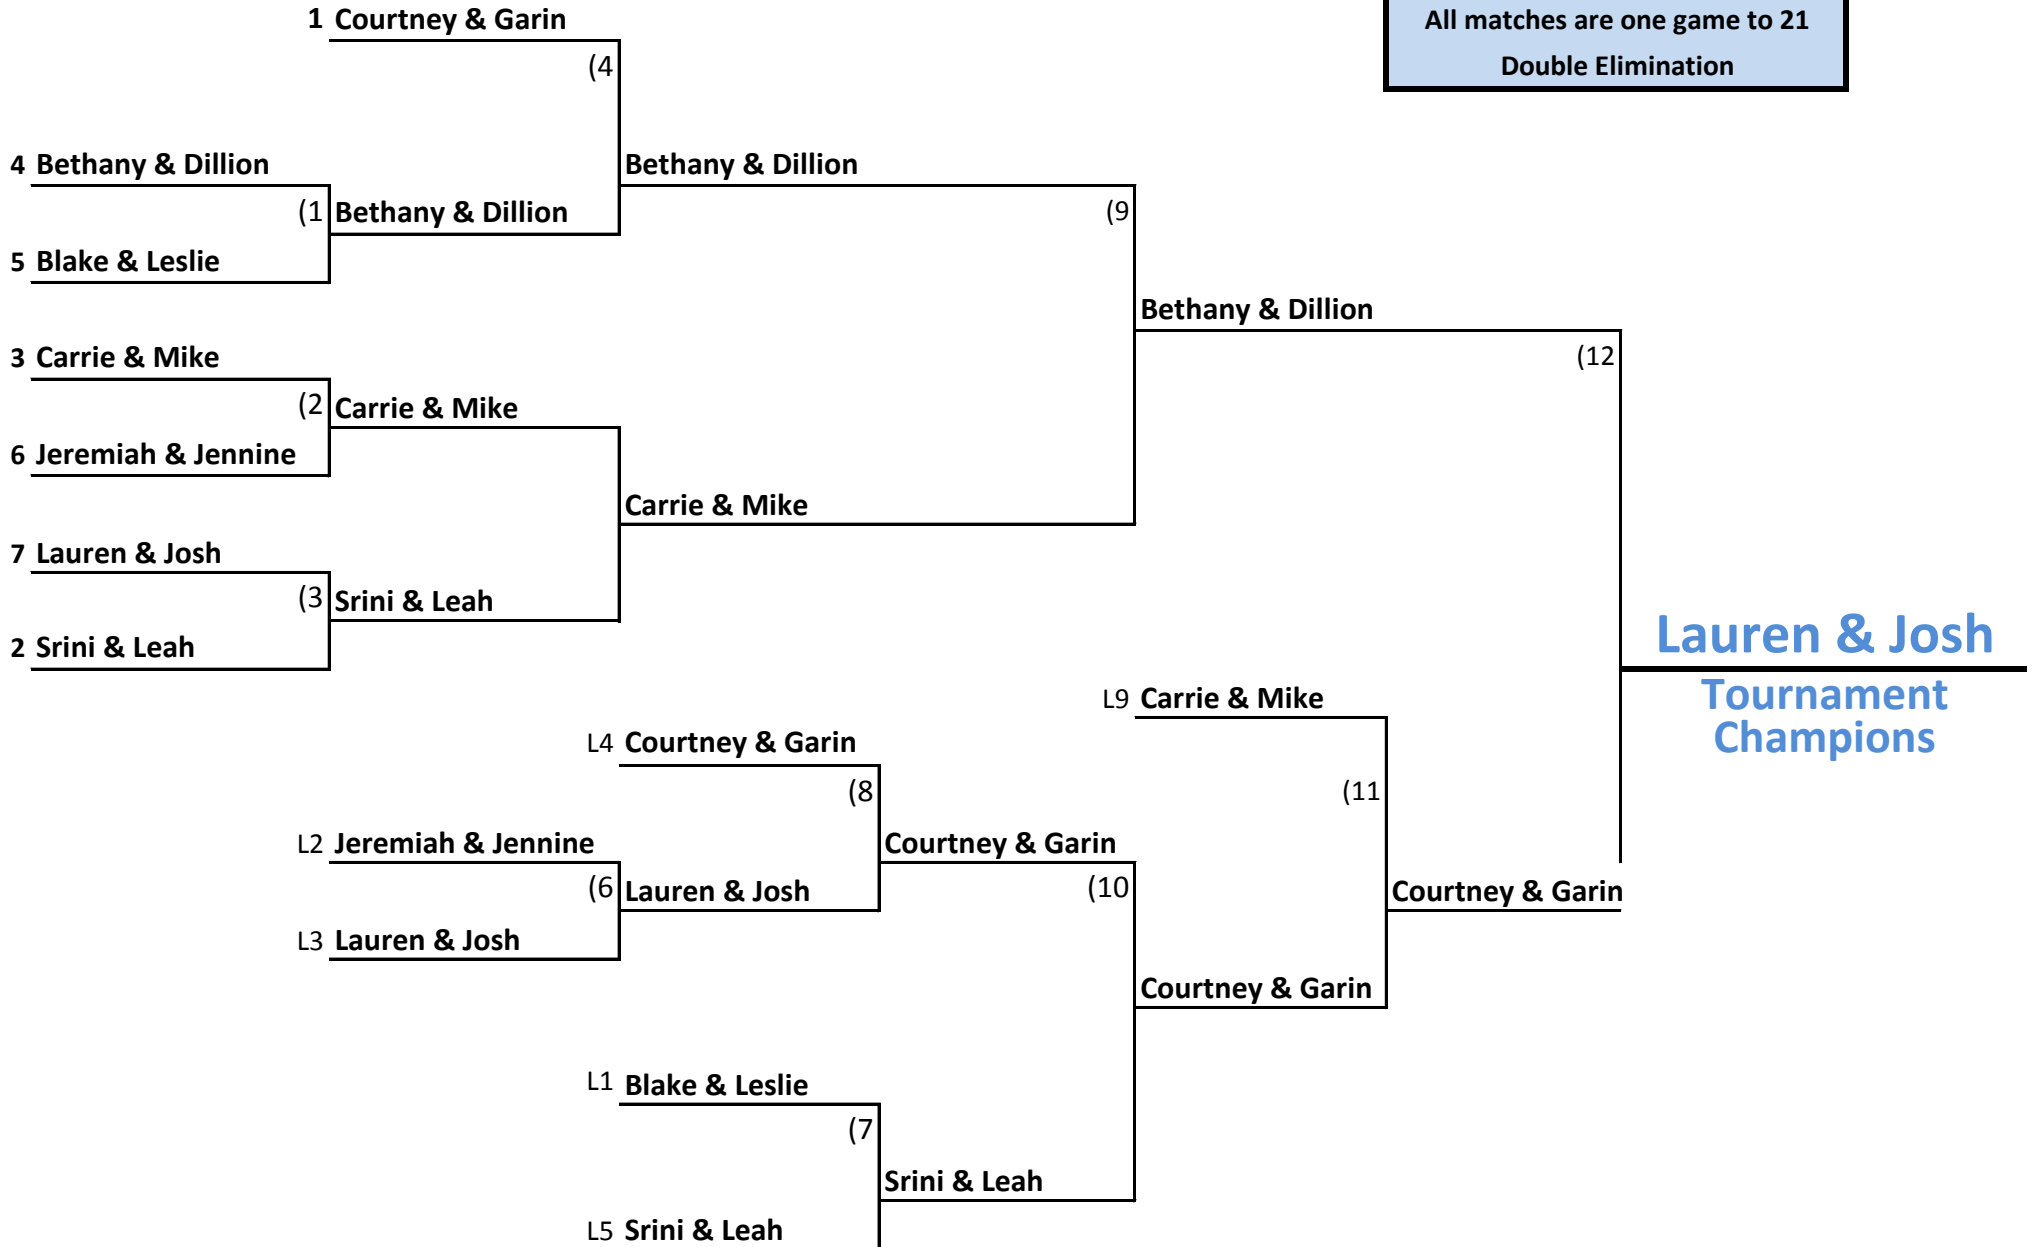 1 Courtney & Garin
All matches are one game to 21
Double Elimination
(4
4 Bethany & Dillion
Bethany & Dillion
(1 Bethany & Dillion
(9
5 Blake & Leslie
Bethany & Dillion
3 Carrie & Mike
(12
(2 Carrie & Mike
6 Jeremiah & Jennine
Carrie & Mike
7 Lauren & Josh
(3 Srini & Leah
2 Srini & Leah
Lauren & Josh
Tournament
Champions
L9 Carrie & Mike
L4 Courtney & Garin
(8
(11
L2 Jeremiah & Jennine
Courtney & Garin
(6 Lauren & Josh
(10
Courtney & Garin
L3 Lauren & Josh
Courtney & Garin
L1 Blake & Leslie
(7
Srini & Leah
L5 Srini & Leah